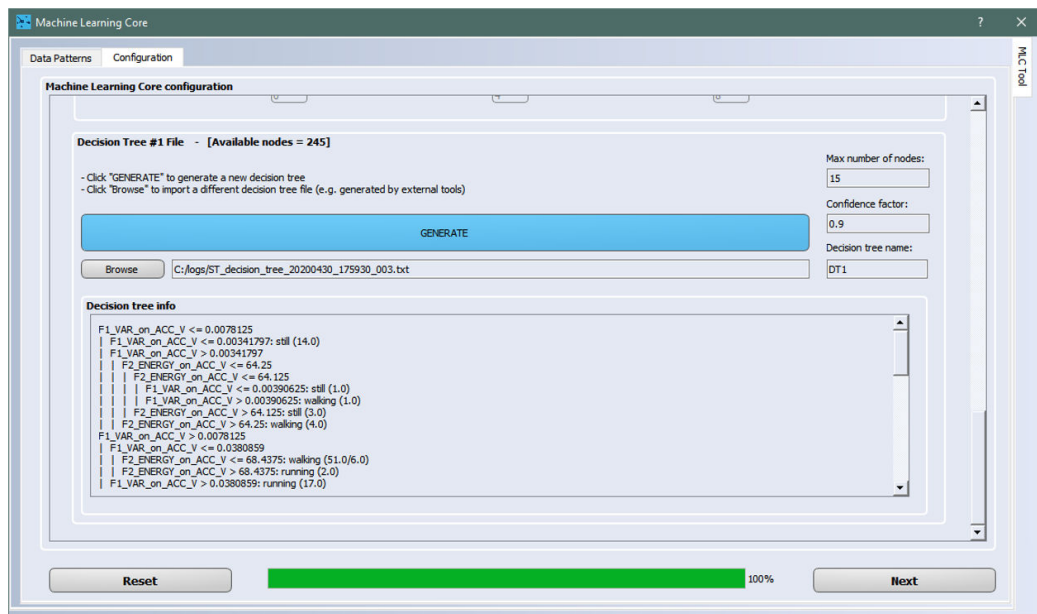 Machine Learning Core
? ×
MLC Tool
Data Patterns Configuration
Machine Learning Core configuration
Decision Tree #1 File - [Available nodes = 245]
Max number of nodes:
- Click "GENERATE" to generate a new decision tree
15
- Click "Browse" to import a different decision tree file (e.g. generated by external tools)
Confidence factor:
0.9
GENERATE
Decision tree name:
Browse C:/logs/ST_decision_tree_20200430_175930_003.txt DT1
Decision tree info
F1_VAR_on_ACC_V <= 0.0078125
| F1_VAR_on_ACC_V <= 0.00341797: still (14.0)
| F1_VAR_on_ACC_V > 0.00341797
| | F2_ENERGY_on_ACC_V <= 64.25
| | | F2_ENERGY_on_ACC_V <= 64.125
| | | | F1_VAR_on_ACC_V <= 0.00390625: still (1.0)
| | | | F1_VAR_on_ACC_V > 0.00390625: walking (1.0)
| | | F2_ENERGY_on_ACC_V > 64.125: still (3.0)
| | F2_ENERGY_on_ACC_V > 64.25: walking (4.0)
F1_VAR_on_ACC_V > 0.0078125
| F1_VAR_on_ACC_V <= 0.0380859
| | F2_ENERGY_on_ACC_V <= 68.4375: walking (51.0/6.0)
| | F2_ENERGY_on_ACC_V > 68.4375: running (2.0)
| F1_VAR_on_ACC_V > 0.0380859: running (17.0)
100%
Reset Next